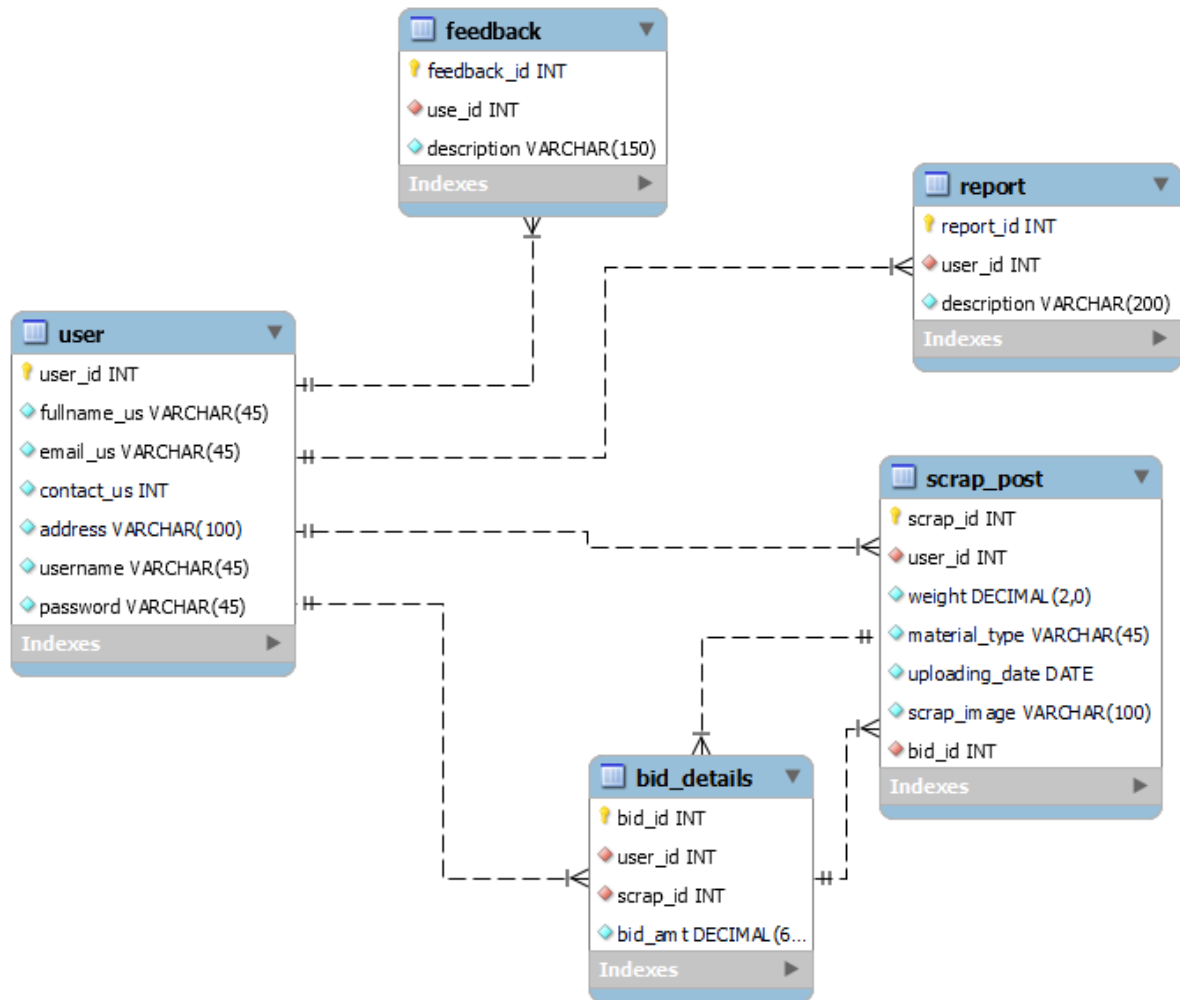 feedback
feedback_id INT
use_id INT
description VARCHAR(150)
Indexes
report
report_id INT
user_id INT
description VARCHAR(200)
Indexes
user
user_id INT
fullname_us VARCHAR(45)
email_us VARCHAR(45)
contact_us INT
address VARCHAR(100)
username VARCHAR(45)
password VARCHAR(45)
Indexes
scrap_post
scrap_id INT
user_id INT
weight DECIMAL(2,0)
material_type VARCHAR(45)
uploading_date DATE
scrap_image VARCHAR(100)
bid_id INT
Indexes
bid_details
bid_id INT
user_id INT
scrap_id INT
bid_amt DECIMAL(6...
Indexes